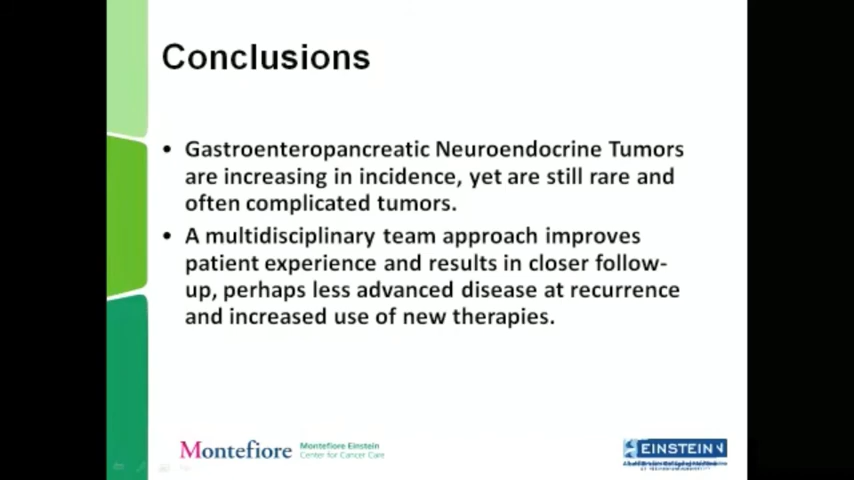 Conclusions
• Gastroenteropancreatic Neuroendocrine Tumors
are increasing in incidence, yet are still rare and
often complicated tumors.
• A multidisciplinary team approach improves
patient experience and results in closer follow-
up, perhaps less advanced disease at recurrence
and increased use of new therapies.
Montefiore
Montefiore Einstein
Center for Cancer Care
EINSTEIN